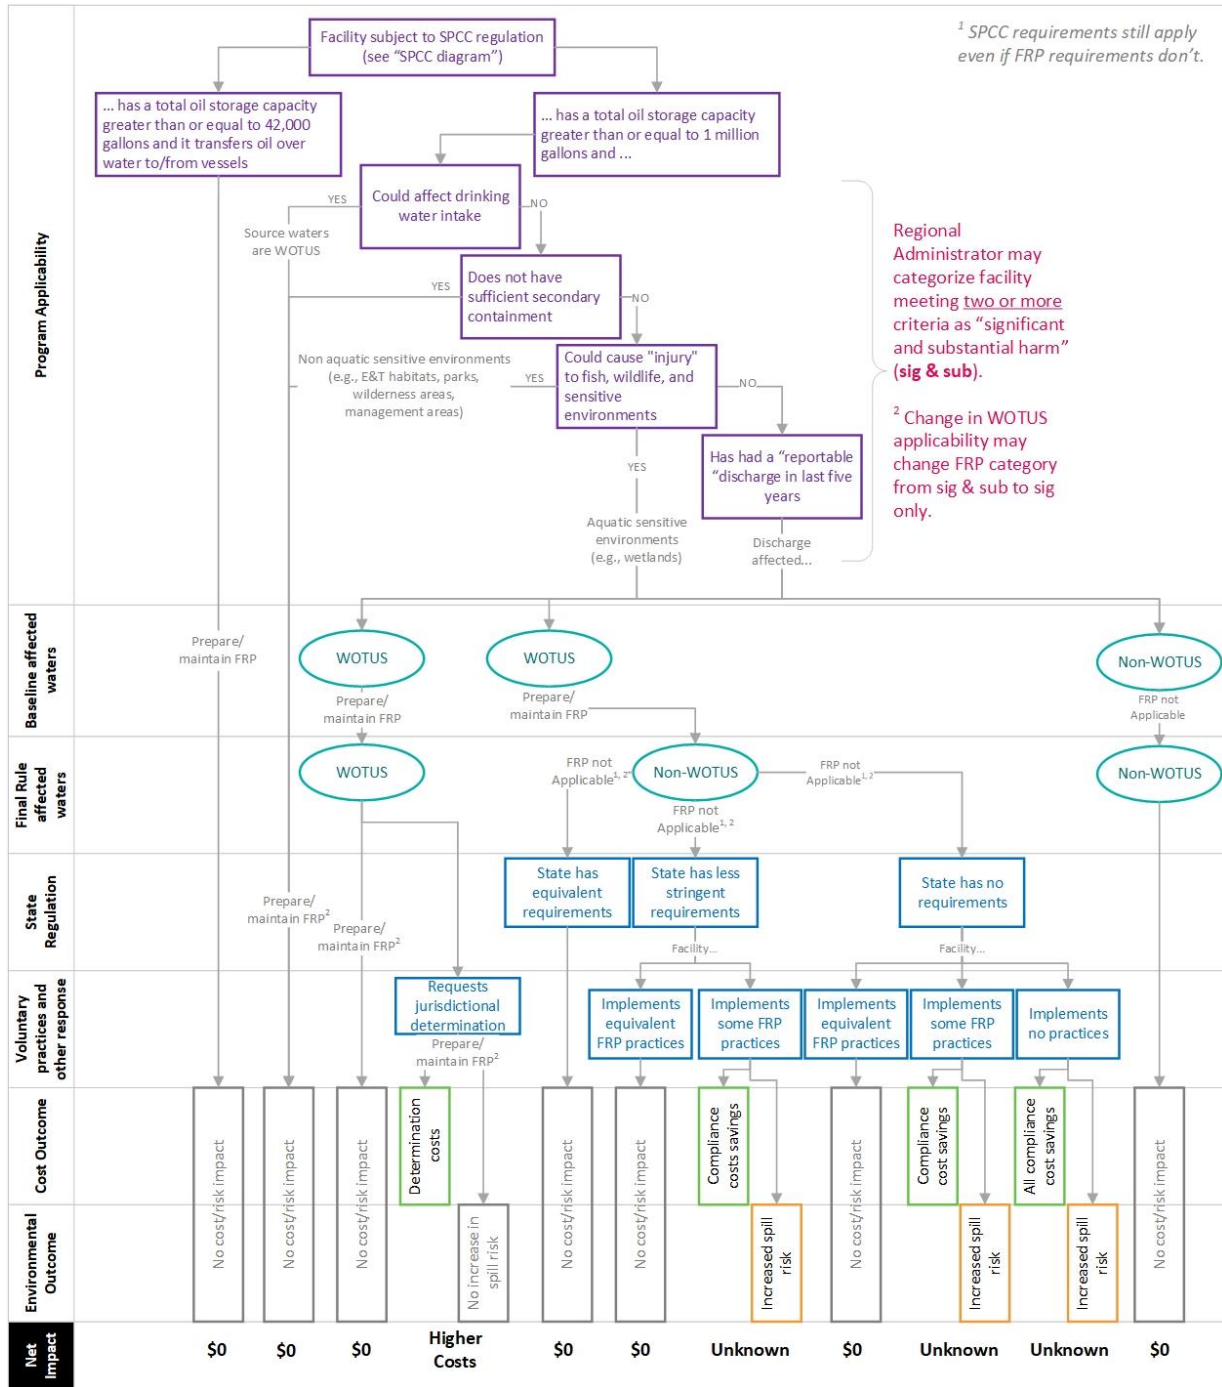 Facility subject to SPCC regulation
(see “SPCC diagram”)
¹ SPCC requirements still apply
even if FRP requirements don’t.
... has a total oil storage capacity
greater than or equal to 42,000
gallons and it transfers oil over
water to/from vessels
... has a total oil storage capacity
greater than or equal to 1 million
gallons and ...
Program Applicability
Could affect drinking
water intake
YES
NO
Source waters
are WOTUS
Does not have
sufficient secondary
containment
YES
NO
Non aquatic sensitive environments
(e.g., E&T habitats, parks,
wilderness areas,
management areas)
YES
Could cause "injury"
to fish, wildlife, and
sensitive
environments
NO
YES
Has had a “reportable
“discharge in last five
years
Aquatic sensitive
environments
(e.g., wetlands)
Discharge
affected...
Regional
Administrator may
categorize facility
meeting two or more
criteria as “significant
and substantial harm”
(sig & sub).
² Change in WOTUS
applicability may
change FRP category
from sig & sub to sig
only.
Baseline affected
waters
Prepare/
maintain FRP
WOTUS
WOTUS
Non-WOTUS
Prepare/
maintain FRP
Prepare/
maintain FRP
FRP not
Applicable
Final Rule
affected
waters
WOTUS
FRP not
Applicable¹, ²
Non-WOTUS
FRP not
Applicable¹, ²
Non-WOTUS
FRP not
Applicable¹, ²
State
Regulation
State has
equivalent
requirements
State has less
stringent
requirements
State has no
requirements
Prepare/
maintain FRP²
Prepare/
maintain FRP²
Facility...
Facility...
Voluntary
practices and
other response
Requests
jurisdictional
determination
Prepare/
maintain FRP²
Implements
equivalent
FRP practices
Implements
some FRP
practices
Implements
equivalent
FRP practices
Implements
some FRP
practices
Implements
no practices
Cost Outcome
Environmental
Outcome
No cost/risk impact
No cost/risk impact
No cost/risk impact
Determination
costs
No increase in
spill risk
No cost/risk impact
No cost/risk impact
Compliance
costs savings
Increased spill
risk
No cost/risk impact
Compliance
cost savings
Increased spill
risk
All compliance
cost savings
Increased spill
risk
No cost/risk impact
Net
Impact
$0
$0
$0
Higher
Costs
$0
$0
Unknown
$0
Unknown
Unknown
$0